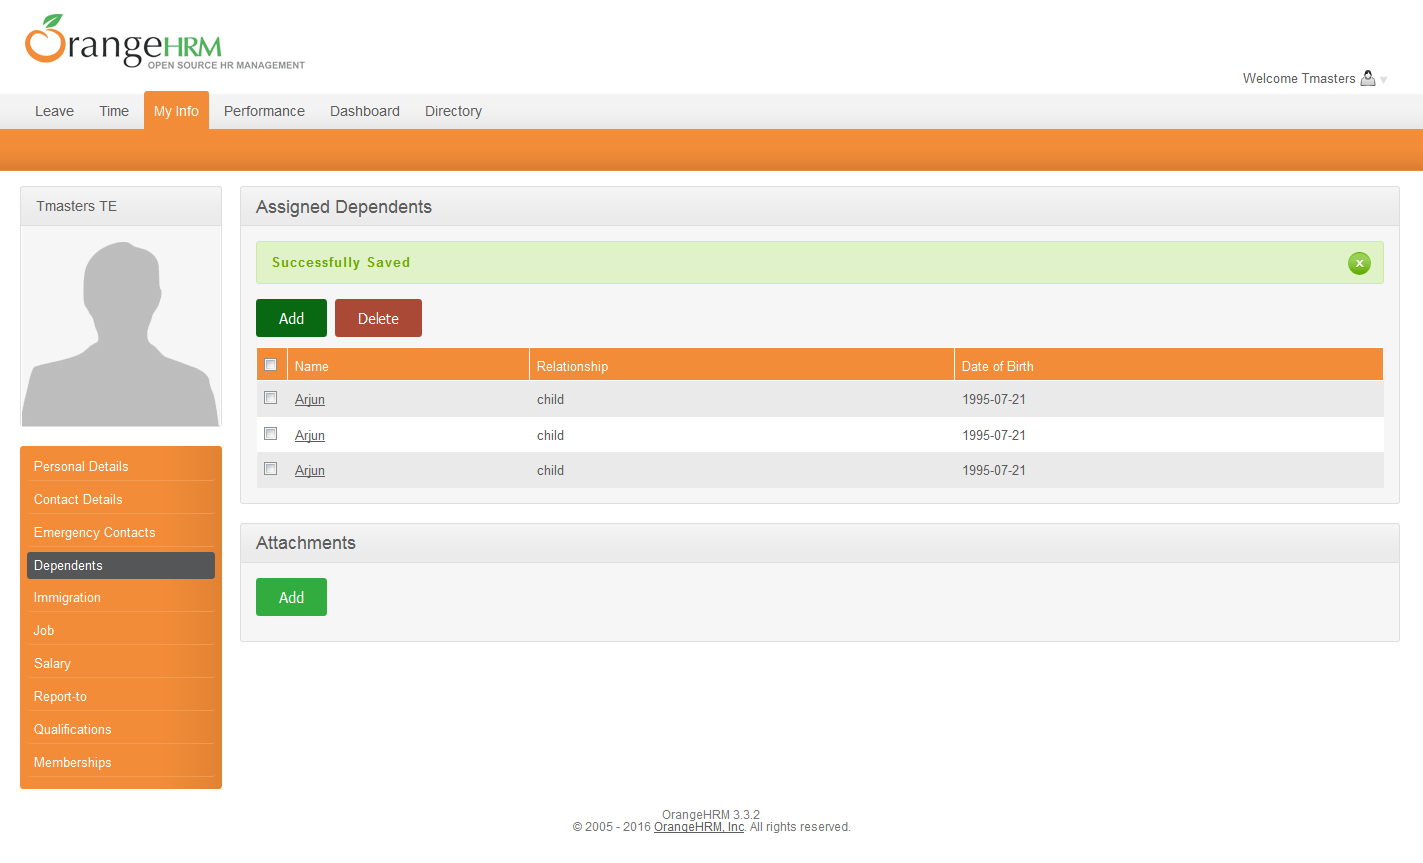 OrangeHRM
OPEN SOURCE HR MANAGEMENT
Welcome Tmasters
Leave Time My Info Performance Dashboard Directory
Tmasters TE
Personal Details
Contact Details
Emergency Contacts
Dependents
Immigration
Job
Salary
Report-to
Qualifications
Memberships
Assigned Dependents
Successfully Saved x
Add Delete
Name Relationship Date of Birth
Arjun child 1995-07-21
Arjun child 1995-07-21
Arjun child 1995-07-21
Attachments
Add
OrangeHRM 3.3.2
© 2005 - 2016 OrangeHRM, Inc. All rights reserved.